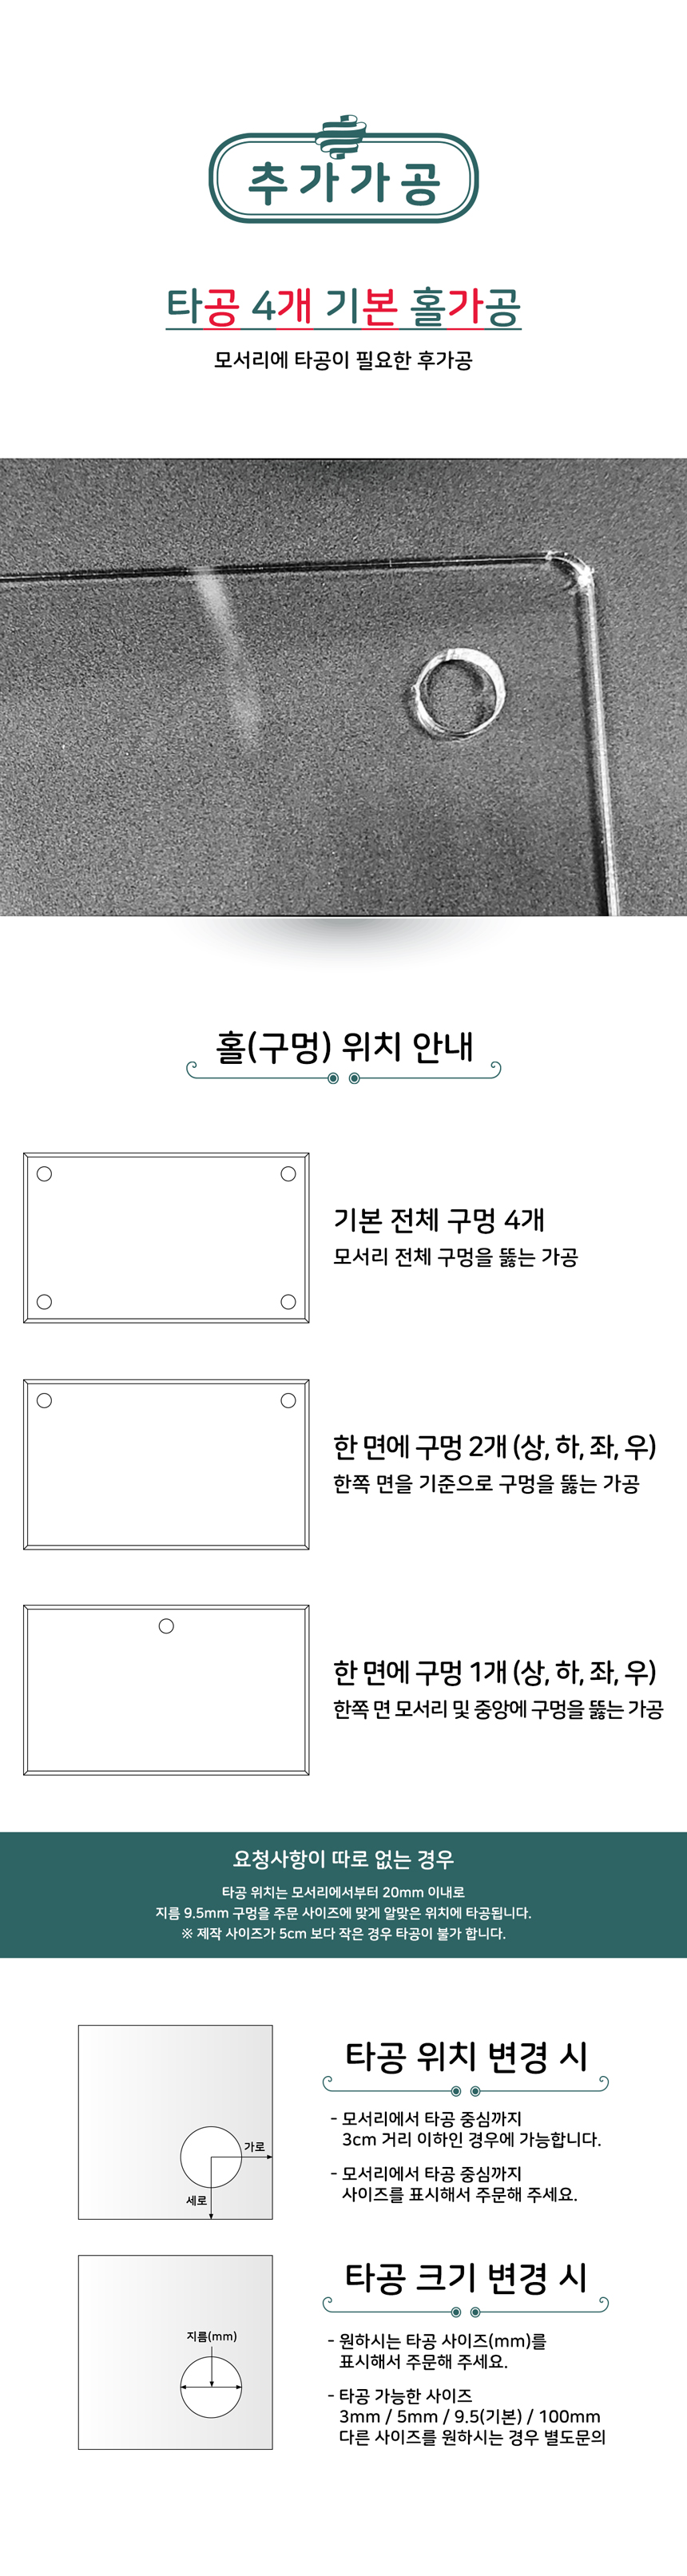 추가가공
타공 4개 기본 홀가공
모서리에 타공이 필요한 후가공
홀(구멍) 위치 안내
기본 전체 구멍 4개
모서리 전체 구멍을 뚫는 가공
한 면에 구멍 2개 (상, 하, 좌, 우)
한쪽 면을 기준으로 구멍을 뚫는 가공
한 면에 구멍 1개 (상, 하, 좌, 우)
한쪽 면 모서리 및 중앙에 구멍을 뚫는 가공
요청사항이 따로 없는 경우
타공 위치는 모서리에서부터 20mm 이내로
지름 9.5mm 구멍을 주문 사이즈에 맞게 알맞은 위치에 타공됩니다.
※ 제작 사이즈가 5cm 보다 작은 경우 타공이 불가 합니다.
가로
세로
타공 위치 변경 시
- 모서리에서 타공 중심까지
3cm 거리 이하인 경우에 가능합니다.
- 모서리에서 타공 중심까지
사이즈를 표시해서 주문해 주세요.
지름(mm)
타공 크기 변경 시
- 원하시는 타공 사이즈(mm)를
표시해서 주문해 주세요.
- 타공 가능한 사이즈
3mm / 5mm / 9.5(기본) / 100mm
다른 사이즈를 원하시는 경우 별도문의